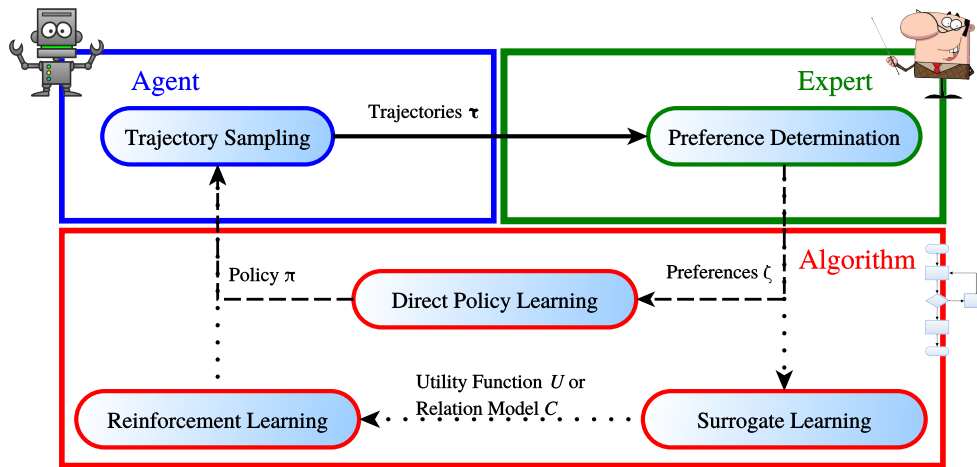 Agent
Expert
Trajectory Sampling
Trajectories τ
Preference Determination
Algorithm
Policy π
Preferences ζ
Direct Policy Learning
Utility Function U or
Relation Model C
Reinforcement Learning
Surrogate Learning